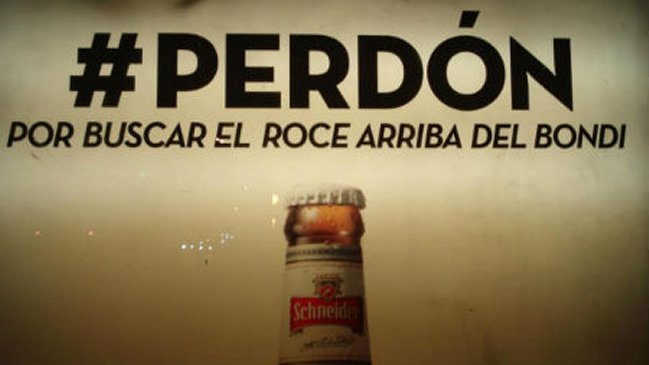 #PERDÓN
POR BUSCAR EL ROCE ARRIBA DEL BONDI
Schneider